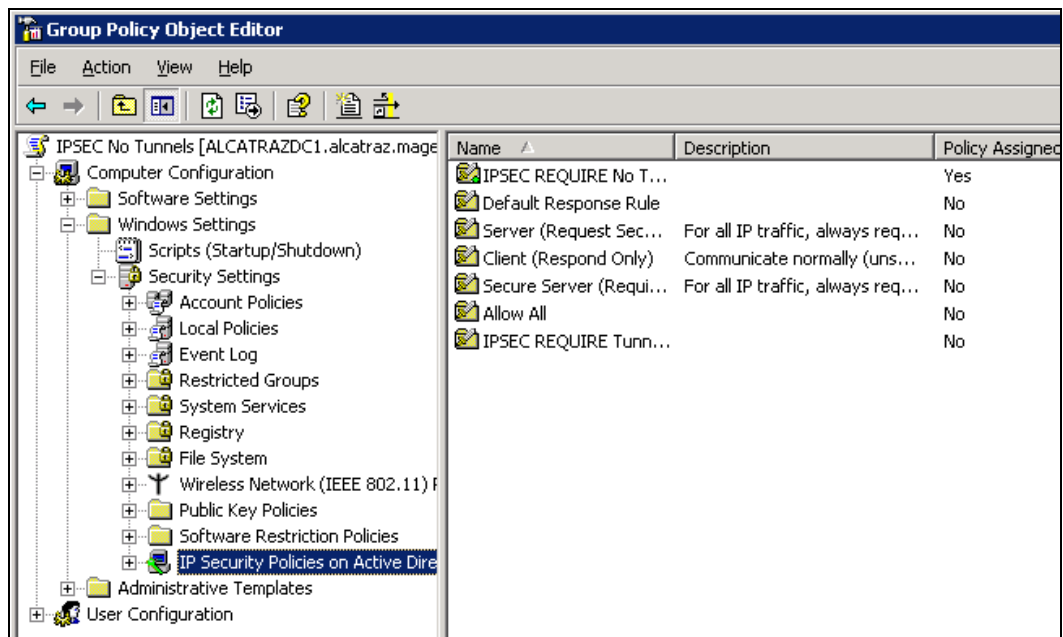 Group Policy Object Editor
File Action View Help
IPSEC No Tunnels [ALCATRAZDC1.alcatraz.mage
Computer Configuration
Software Settings
Windows Settings
Scripts (Startup/Shutdown)
Security Settings
Account Policies
Local Policies
Event Log
Restricted Groups
System Services
Registry
File System
Wireless Network (IEEE 802.11) P
Public Key Policies
Software Restriction Policies
IP Security Policies on Active Dire
Administrative Templates
User Configuration
Name Description Policy Assigned
IPSEC REQUIRE No T... Yes
Default Response Rule No
Server (Request Sec... For all IP traffic, always req... No
Client (Respond Only) Communicate normally (uns... No
Secure Server (Requi... For all IP traffic, always req... No
Allow All No
IPSEC REQUIRE Tunn... No